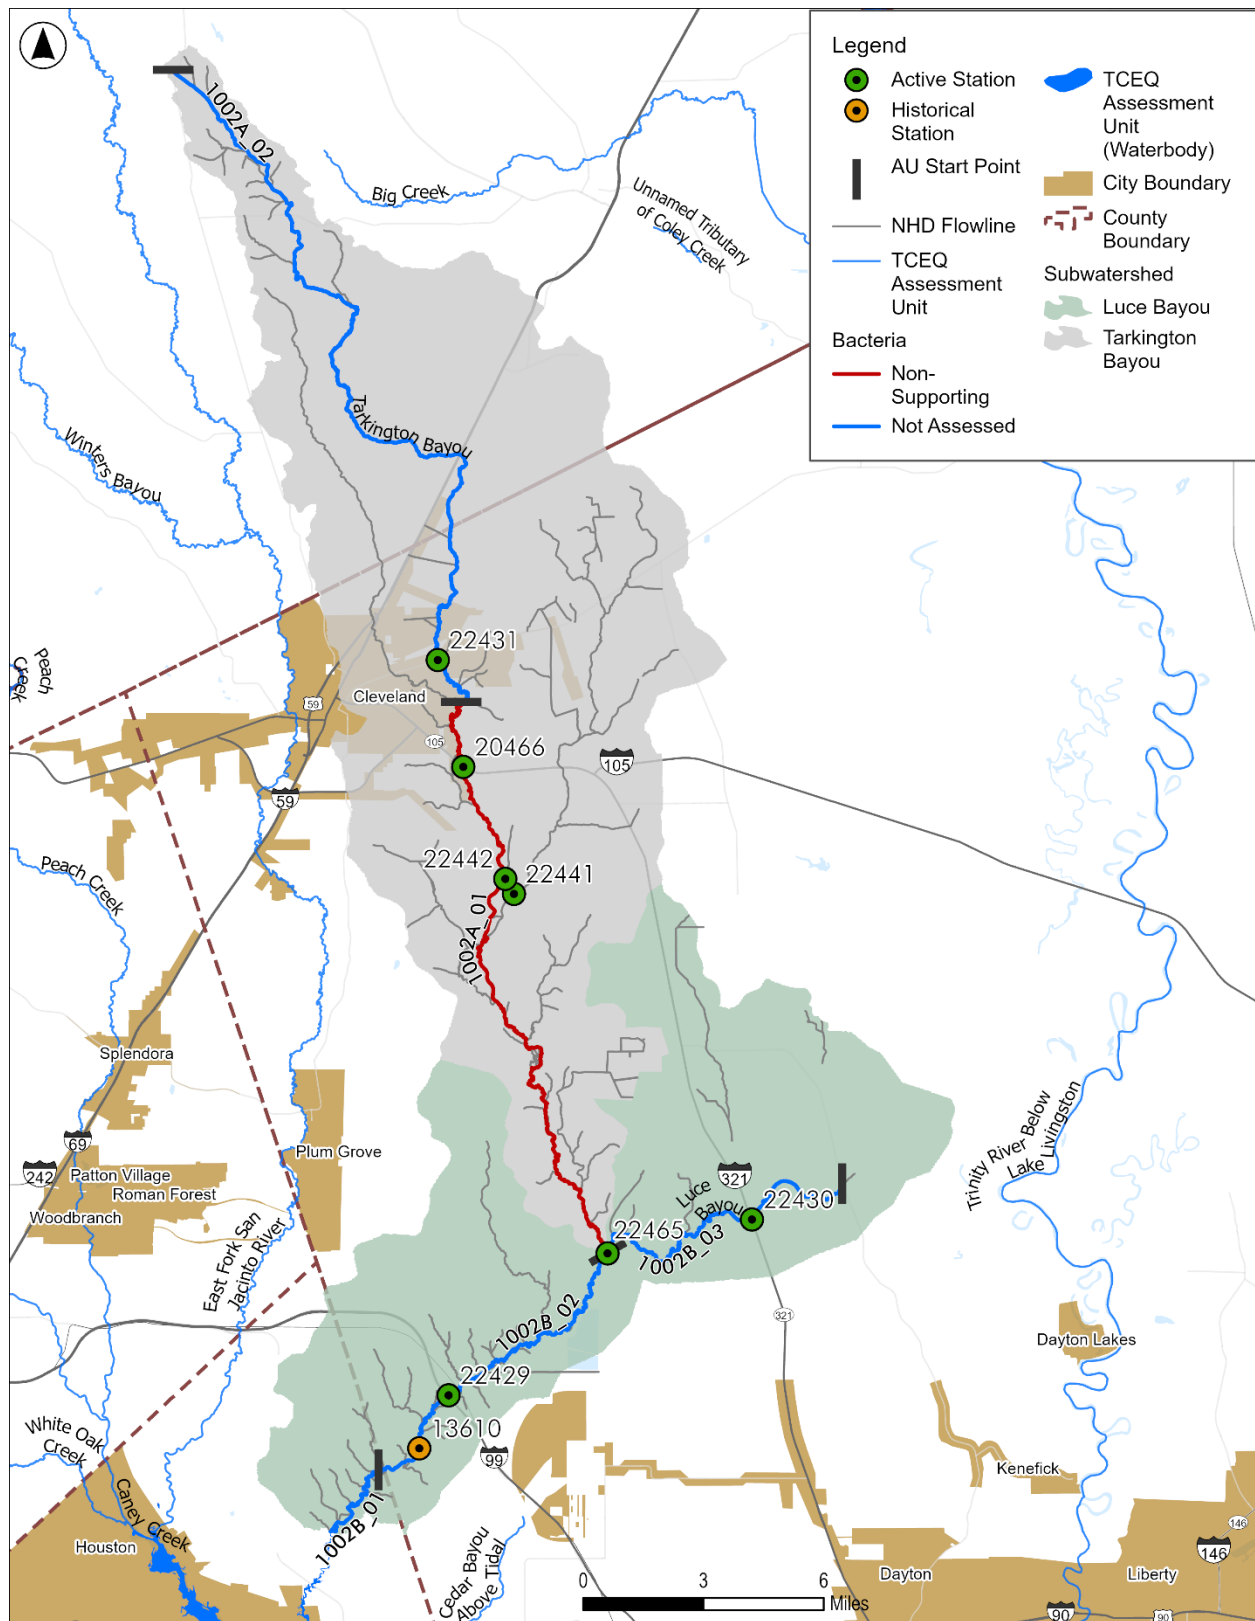 Legend
Active Station
Historical
Station
AU Start Point
NHD Flowline
TCEQ
Assessment
Unit
Bacteria
Non-
Supporting
Not Assessed
TCEQ
Assessment
Unit
(Waterbody)
City Boundary
County
Boundary
Subwatershed
Luce Bayou
Tarkington
Bayou
1002A_02
Big Creek
Unnamed Tributary
of Coley Creek
Tarkington Bayou
Winters Bayou
22431
Peach
Creek
Cleveland
59
105
20466
105
59
22442
22441
Peach Creek
1002A_01
Splendora
Trinity River Below
Lake Livingston
69
Plum Grove
242
Patton Village
Roman Forest
Woodbranch
321
Luce
Bayou
22430
22465
1002B_03
East Fork San
Jacinto River
1002B_02
321
Dayton Lakes
22429
13610
White Oak
Creek
99
Kenefick
Caney Creek
1002B_01
Houston
Cedar Bayou
Above Tidal
146
146
Dayton
Liberty
0
3
6
Miles
90
90